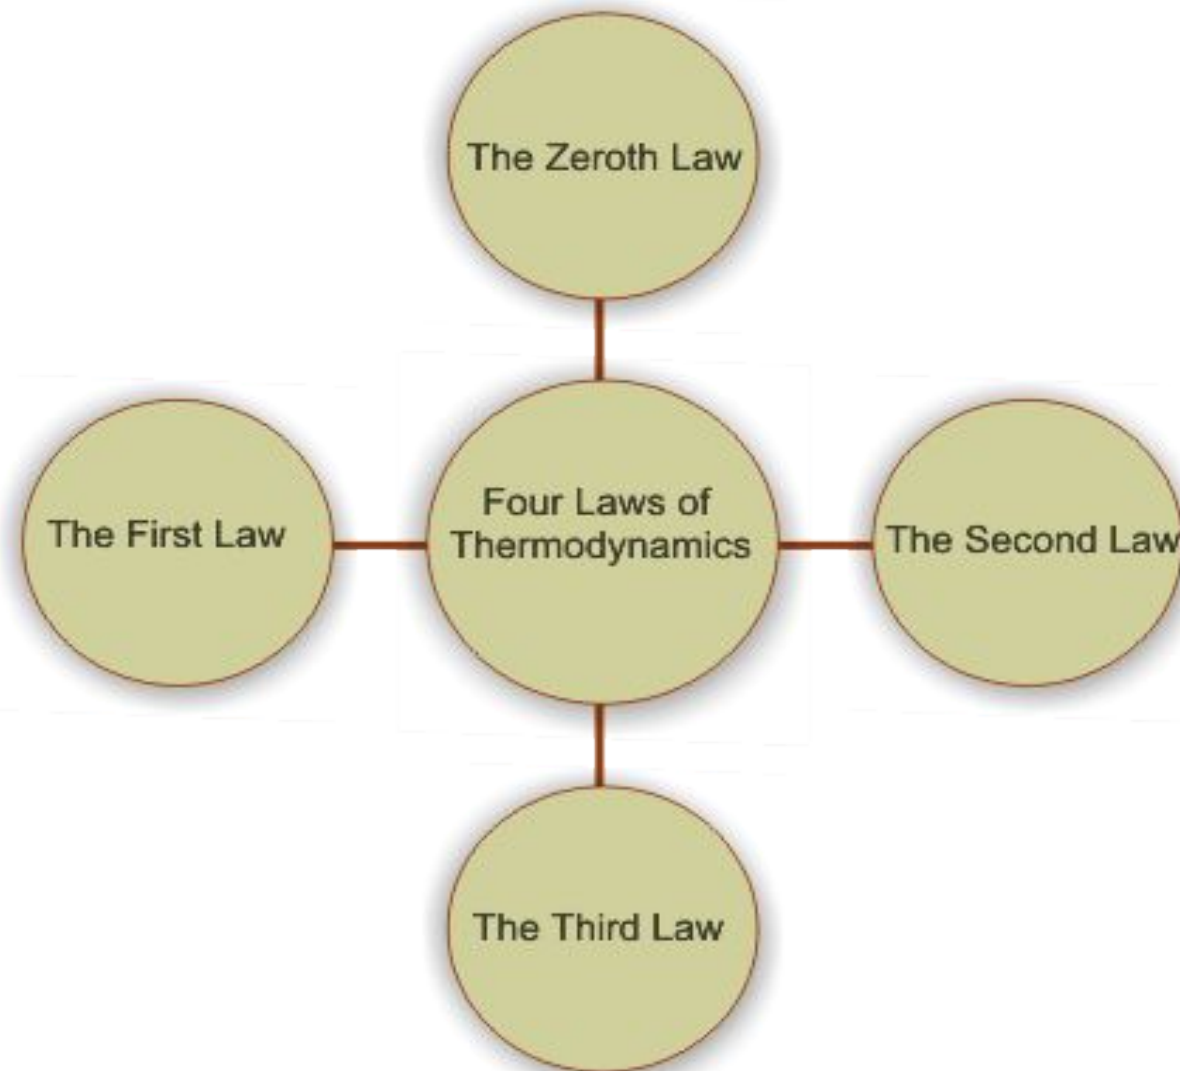 The Zeroth Law
The First Law
Four Laws of
Thermodynamics
The Second Law
The Third Law